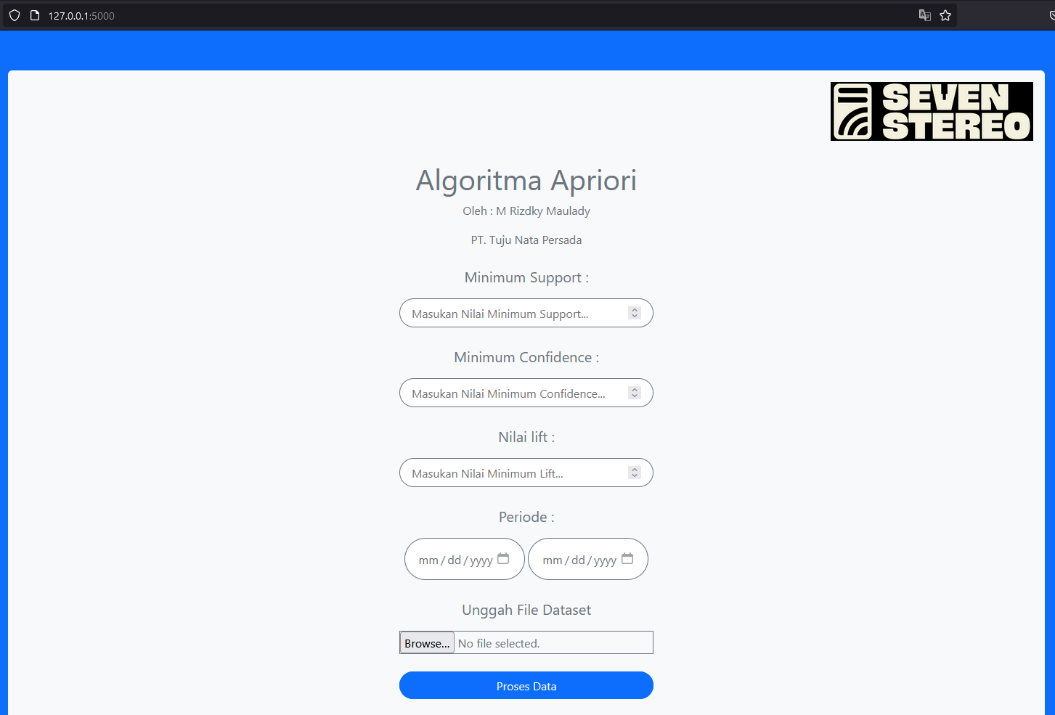 127.0.0.1:5000
SEVEN
STEREO
Algoritma Apriori
Oleh : M Rizdky Maulady
PT. Tuju Nata Persada
Minimum Support :
Masukan Nilai Minimum Support...
Minimum Confidence :
Masukan Nilai Minimum Confidence...
Nilai lift :
Masukan Nilai Minimum Lift...
Periode :
mm / dd / yyyy mm / dd / yyyy
Unggah File Dataset
Browse... No file selected.
Proses Data